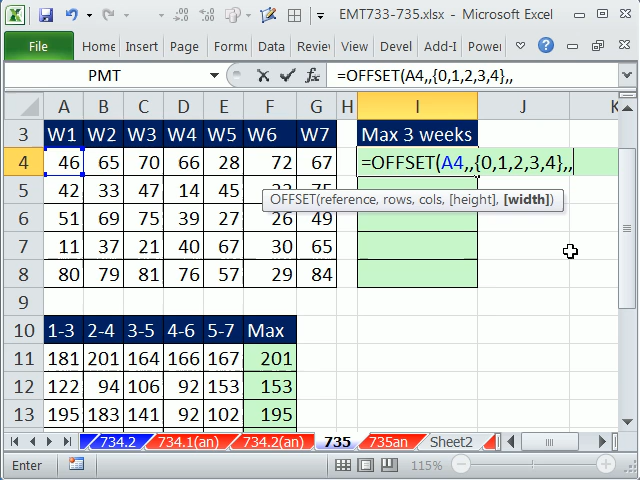 EMT733-735.xlsx - Microsoft Excel
File Home Insert Page Formu Data Reviev Devel Add-I Power
PMT =OFFSET(A4,,{0,1,2,3,4},,
A B C D E F G H I J K
3 W1 W2 W3 W4 W5 W6 W7 Max 3 weeks
4 46 65 70 66 28 72 67 =OFFSET(A4,,{0,1,2,3,4},,
5 42 33 47 14 45
OFFSET(reference, rows, cols, [height], [width])
6 51 69 75 39 27 26 49
7 11 37 21 40 67 30 65
8 80 79 81 76 57 29 84
9
10 1-3 2-4 3-5 4-6 5-7 Max
11 181 201 164 166 167 201
12 122 94 106 92 153 153
13 195 183 141 92 102 195
734.2 734.1(an) 734.2(an) 735 735an Sheet2
Enter 115%